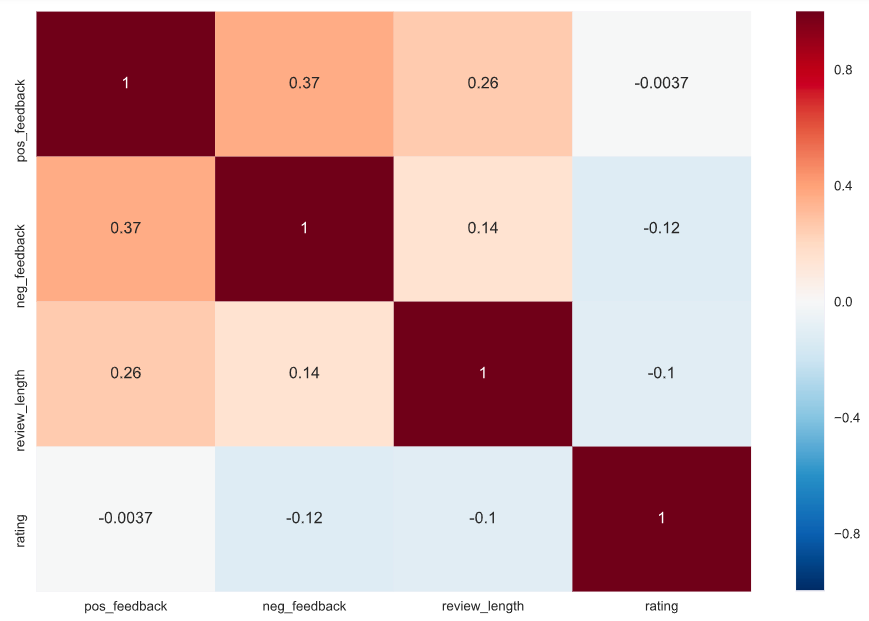 pos_feedback 1 0.37 0.26 -0.0037
neg_feedback 0.37 1 0.14 -0.12
review_length 0.26 0.14 1 -0.1
rating -0.0037 -0.12 -0.1 1
pos_feedback neg_feedback review_length rating
0.8
0.4
0.0
−0.4
−0.8